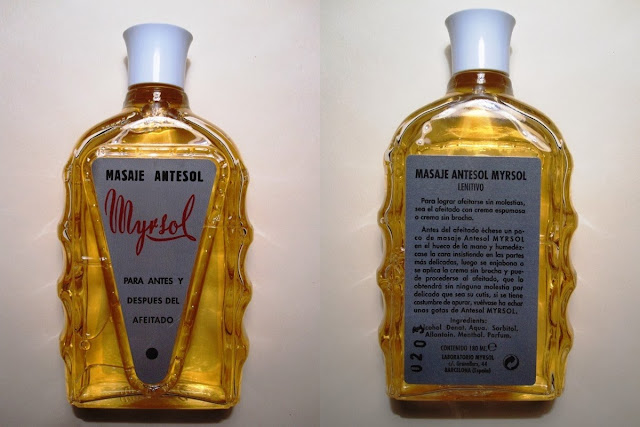 MASAJE ANTESOL
Myrsol
PARA ANTES Y
DESPUES DEL
AFEITADO
MASAJE ANTESOL MYRSOL
LENITIVO
Para lograr afeitarse sin molestias,
sea el afeitado con crema espumosa
o crema sin brocha.
Antes del afeitado échese un po-
co de masaje Antesol MYRSOL
en el hueco de la mano y humedéz-
case la cara insistiendo en las partes
más delicadas, luego se enjabona o
se aplica la crema sin brocha y pue-
de procederse al afeitado, que lo
obtendrá sin ninguna molestia por
delicado que sea su cutis, si se tiene
costumbre de apurar, vuélvase ha echar
unas gotas de Antesol MYRSOL.
Ingredients:
Alcohol Denat, Aqua, Sorbitol,
Allantoin, Menthol, Parfum.
CONTENIDO 180 ML. e
LABORATORIO MYRSOL
c/. Granollers, 44
BARCELONA (España)
020